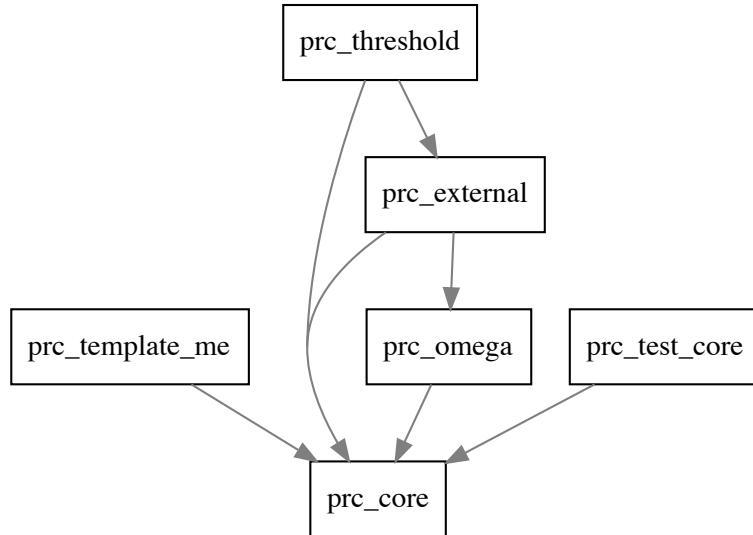 prc_threshold
prc_external
prc_template_me
prc_omega
prc_test_core
prc_core